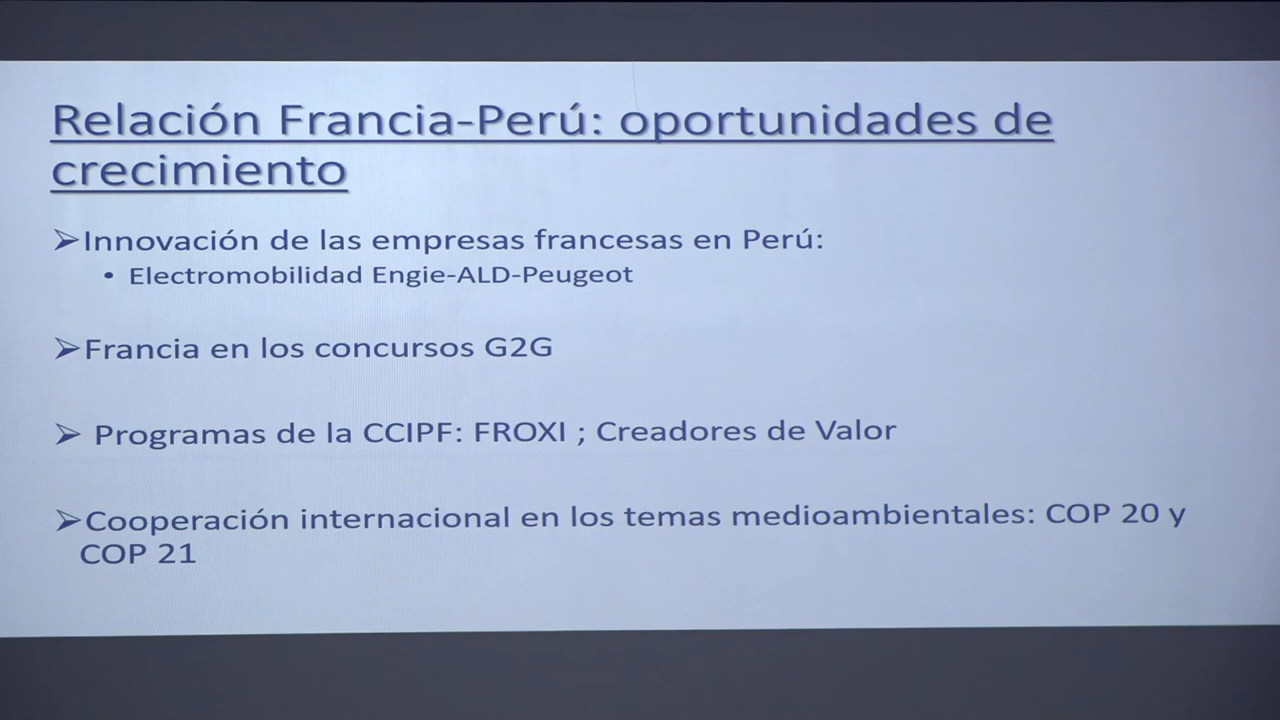 Relación Francia-Perú: oportunidades de
crecimiento
➢Innovación de las empresas francesas en Perú:
• Electromobilidad Engie-ALD-Peugeot
➢Francia en los concursos G2G
➢ Programas de la CCIPF: FROXI ; Creadores de Valor
➢Cooperación internacional en los temas medioambientales: COP 20 y
COP 21